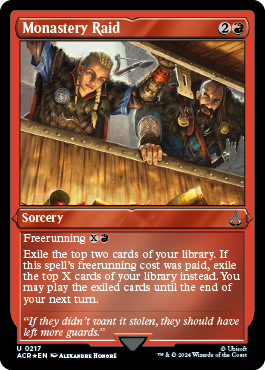 Monastery Raid 2R
Sorcery
Freerunning XR
Exile the top two cards of your library. If
this spell's freerunning cost was paid, exile
the top X cards of your library instead. You
may play the exiled cards until the end of
your next turn.
"If they didn't want it stolen, they should have
left more guards."
U 0217
ACR★EN Alexandre Honoré
© Ubisoft
™ & © 2024 Wizards of the Coast